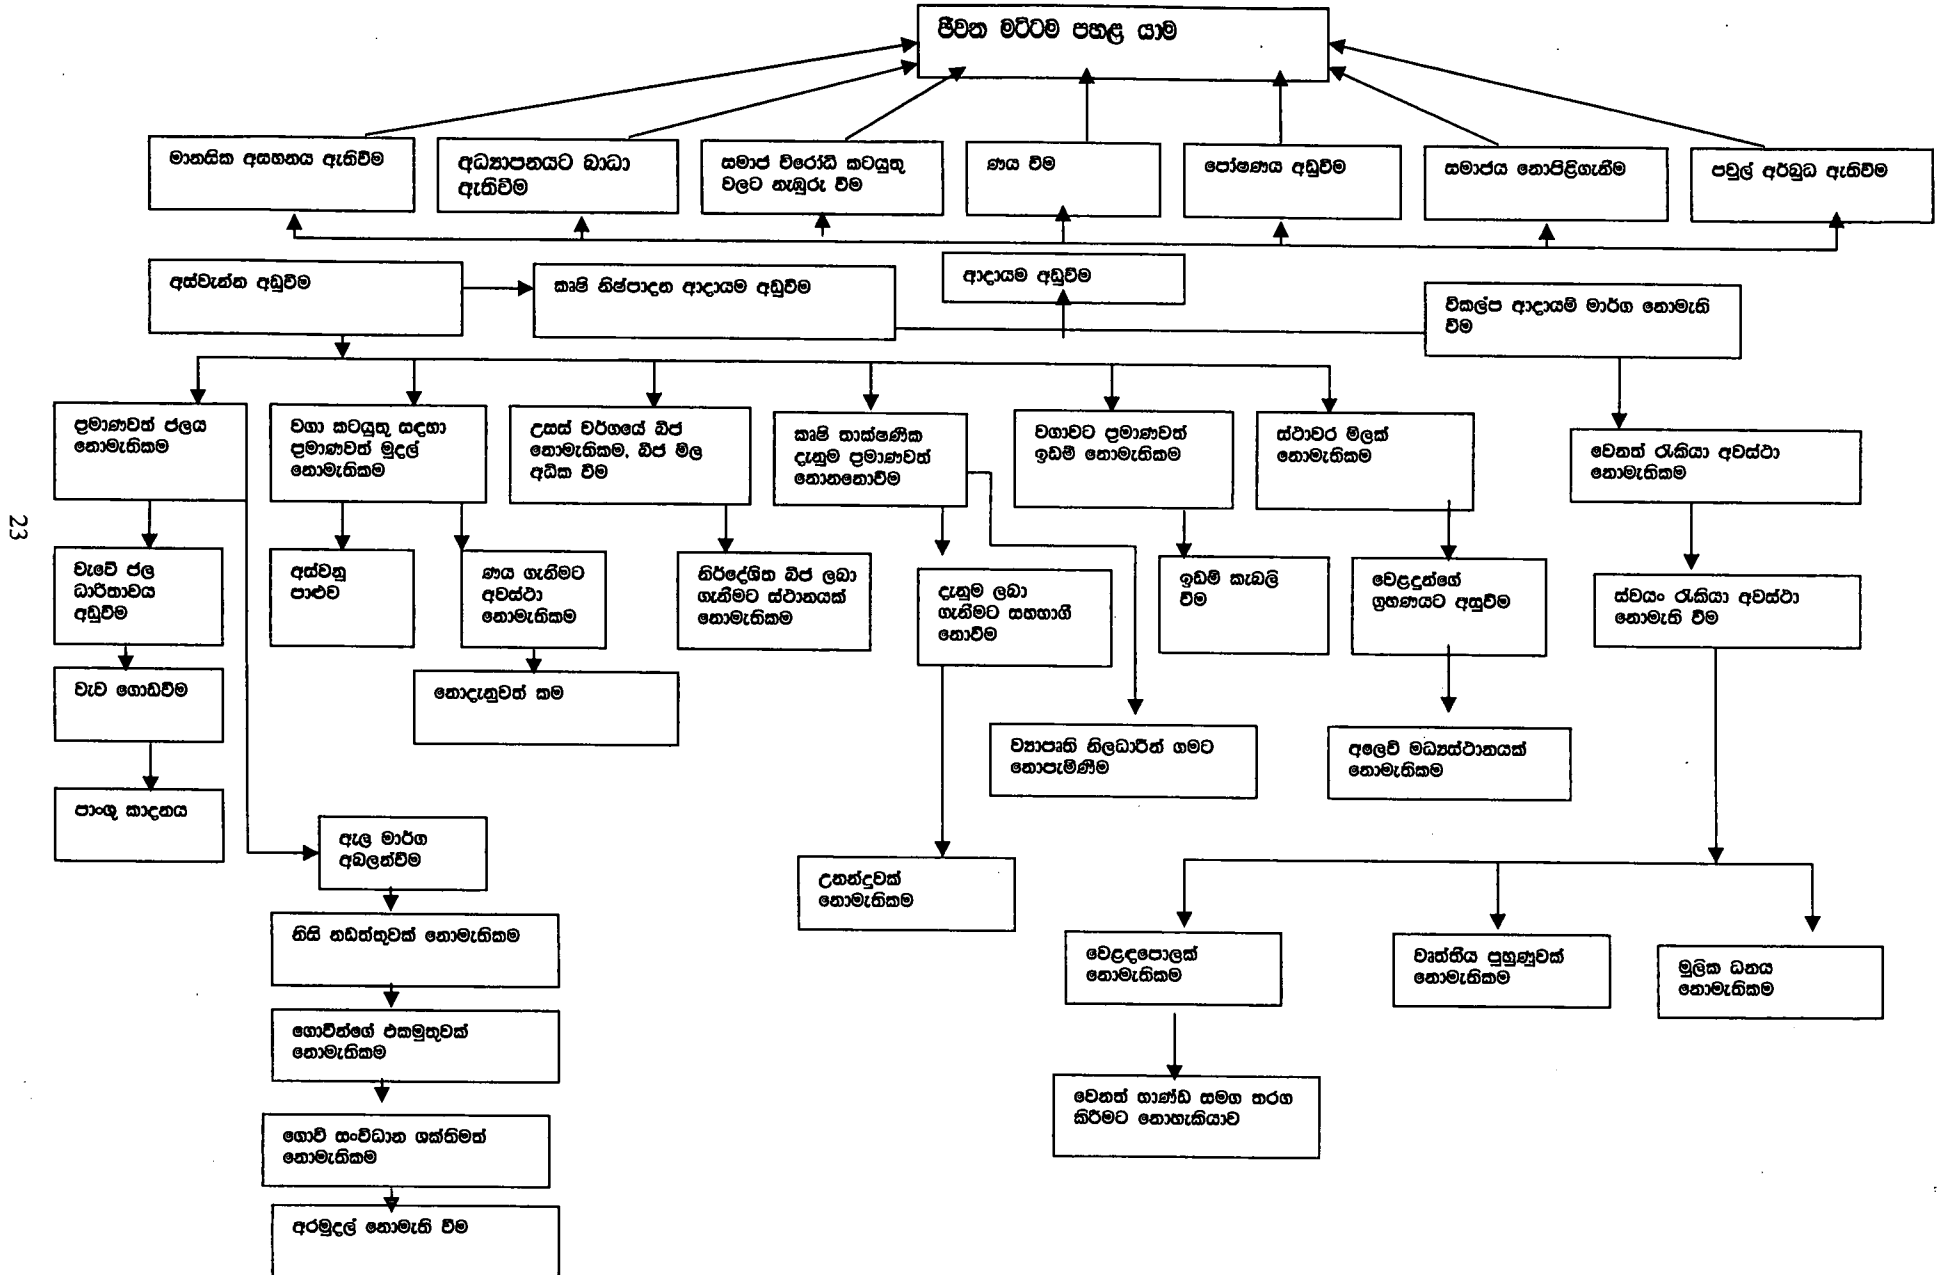 ජීවන මට්ටම පහළ යාම
මානසික අසහනය ඇතිවීම
අධ්‍යාපනයට බාධා
ඇතිවීම
සමාජ විරෝධී කටයුතු
වලට නැඹුරු වීම
ණය වීම
පෝෂණය අඩුවීම
සමාජය නොපිළිගැනීම
පවුල් අර්බුධ ඇතිවීම
අස්වැන්න අඩුවීම
කෘෂි නිෂ්පාදන ආදායම අඩුවීම
ආදායම අඩුවීම
විකල්ප ආදායම් මාර්ග නොමැති
වීම
ප්‍රමාණවත් ජලය
නොමැතිකම
වගා කටයුතු සඳහා
ප්‍රමාණවත් මුදල්
නොමැතිකම
උසස් වර්ගයේ බීජ
නොමැතිකම, බීජ මිල
අධික වීම
කෘෂි තාක්ෂණික
දැනුම ප්‍රමාණවත්
නොනනොවීම
වගාවට ප්‍රමාණවත්
ඉඩම් නොමැතිකම
ස්ථාවර මිලක්
නොමැතිකම
වෙනත් රැකියා අවස්ථා
නොමැතිකම
23
වැවේ ජල
ධාරිතාවය
අඩුවීම
අස්වනු
පාළුව
ණය ගැනීමට
අවස්ථා
නොමැතිකම
නිර්දේශිත බීජ ලබා
ගැනීමට ස්ථානයක්
නොමැතිකම
දැනුම ලබා
ගැනීමට සහභාගී
නොවීම
ඉඩම් කැබලි
වීම
වෙළඳුන්ගේ
ග්‍රහණයට අසුවීම
ස්වයං රැකියා අවස්ථා
නොමැති වීම
වැව ගොඩවීම
නොදැනුවත් කම
ව්‍යාපෘති නිලධාරීන් ගමට
නොපැමිණීම
අලෙවි මධ්‍යස්ථානයක්
නොමැතිකම
පාංශු කාදනය
ඇල මාර්ග
අබලන්වීම
උනන්දුවක්
නොමැතිකම
නිසි නඩත්තුවක් නොමැතිකම
වෙළඳපොලක්
නොමැතිකම
වෘත්තීය පුහුණුවක්
නොමැතිකම
මුලික ධනය
නොමැතිකම
ගොවීන්ගේ එකමුතුවක්
නොමැතිකම
වෙනත් භාණ්ඩ සමග තරග
කිරීමට නොහැකියාව
ගොවි සංවිධාන ශක්තිමත්
නොමැතිකම
අරමුදල් නොමැති වීම